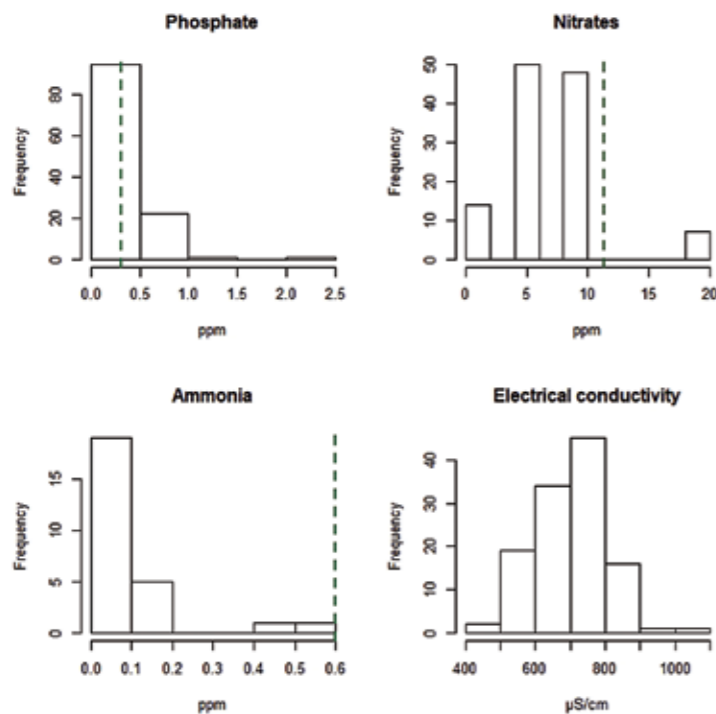 Phosphate
Frequency
0 20 40 60 80
0.0 0.5 1.0 1.5 2.0 2.5
ppm
Nitrates
Frequency
0 10 20 30 40 50
0 5 10 15 20
ppm
Ammonia
Frequency
0 5 10 15
0.0 0.1 0.2 0.3 0.4 0.5 0.6
ppm
Electrical conductivity
Frequency
0 10 20 30 40
400 600 800 1000
µS/cm